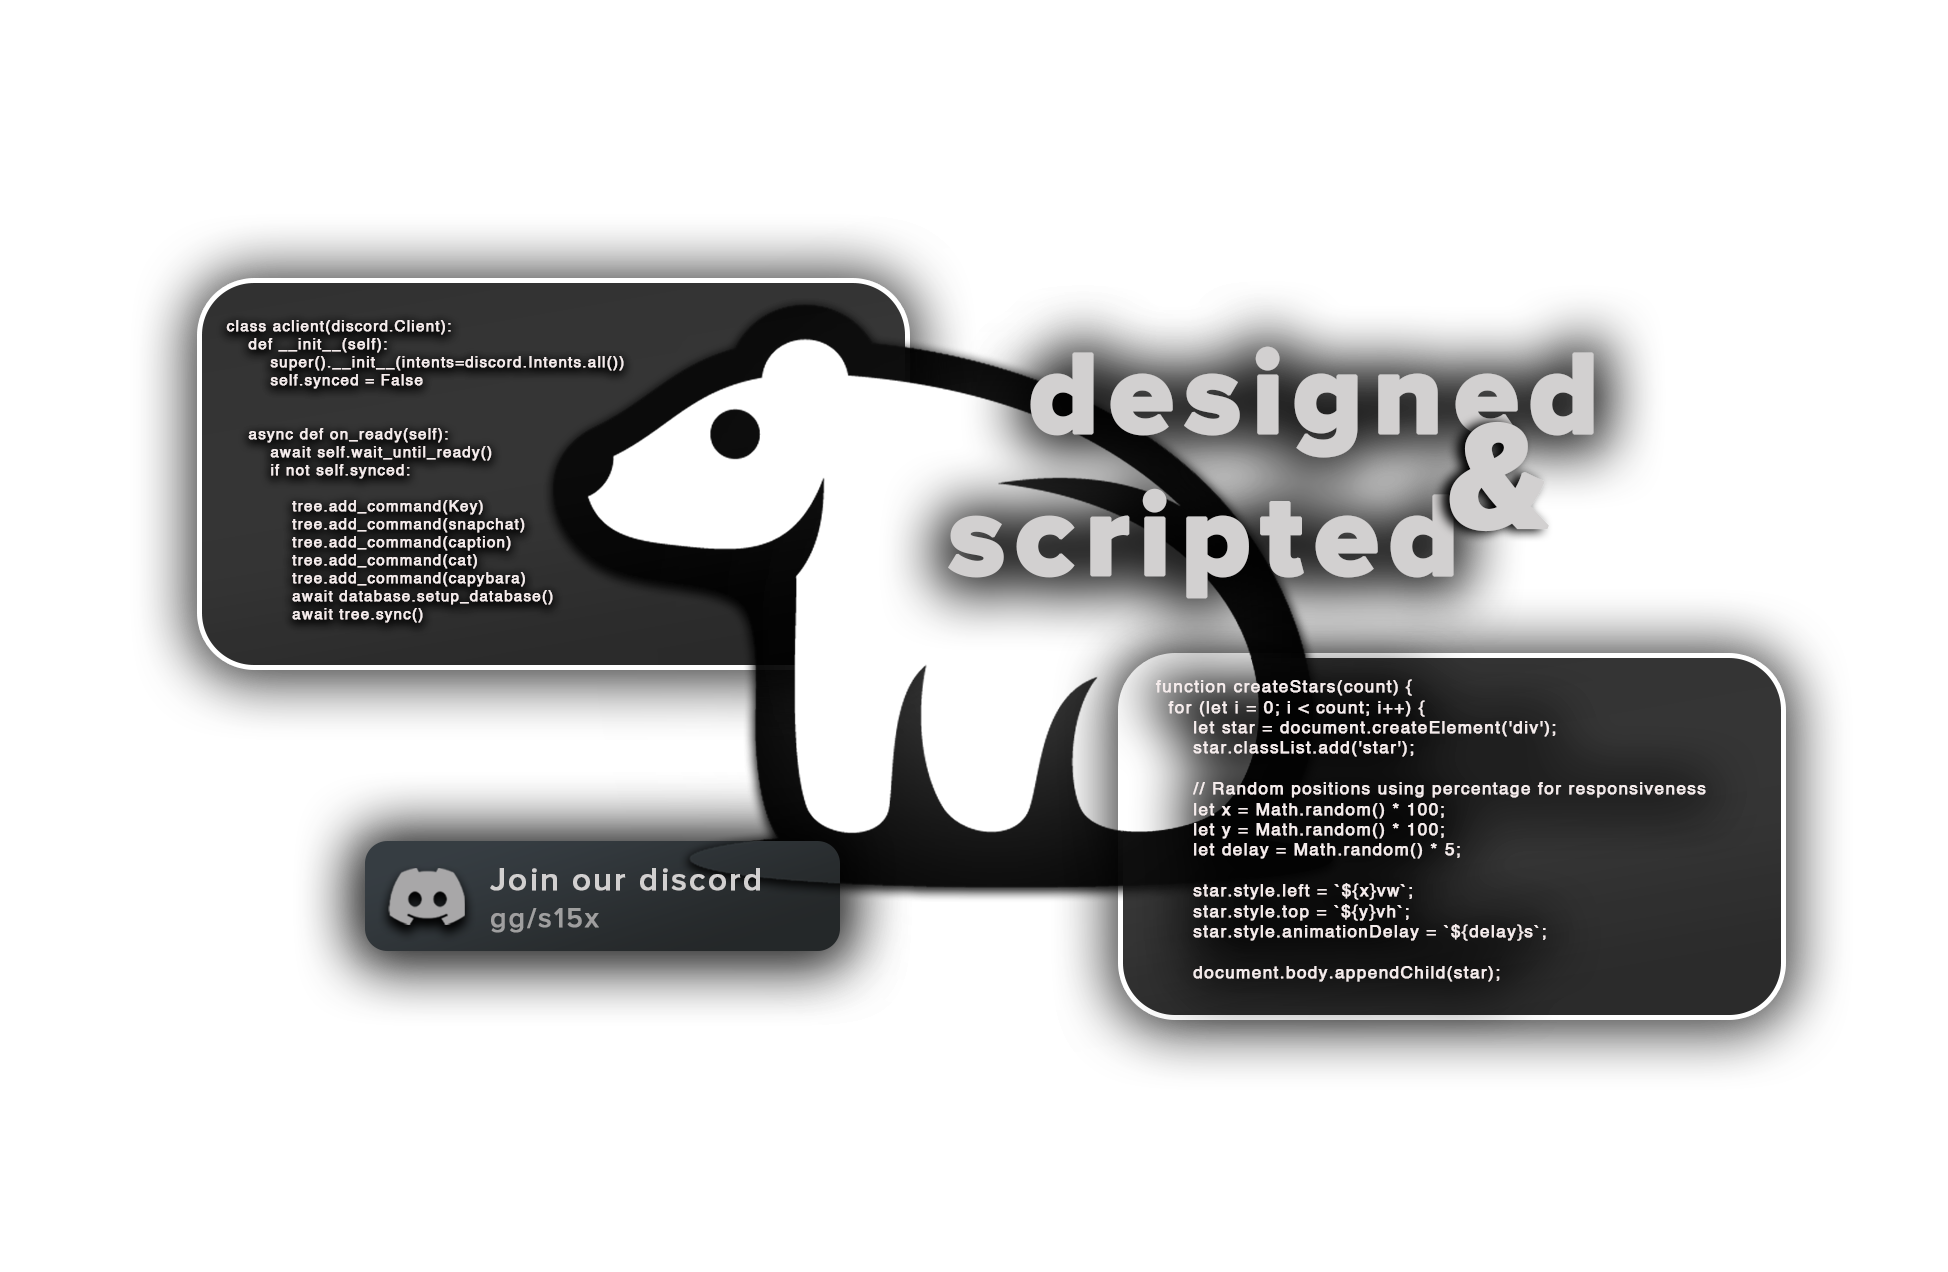 class aclient(discord.Client):
def __init__(self):
super().__init__(intents=discord.Intents.all())
self.synced = False
async def on_ready(self):
await self.wait_until_ready()
if not self.synced:
tree.add_command(Key)
tree.add_command(snapchat)
tree.add_command(caption)
tree.add_command(cat)
tree.add_command(capybara)
await database.setup_database()
await tree.sync()
designed
&
scripted
function createStars(count) {
for (let i = 0; i < count; i++) {
let star = document.createElement('div');
star.classList.add('star');
// Random positions using percentage for responsiveness
let x = Math.random() * 100;
let y = Math.random() * 100;
let delay = Math.random() * 5;
star.style.left = `${x}vw`;
star.style.top = `${y}vh`;
star.style.animationDelay = `${delay}s`;
document.body.appendChild(star);
Join our discord
gg/s15x